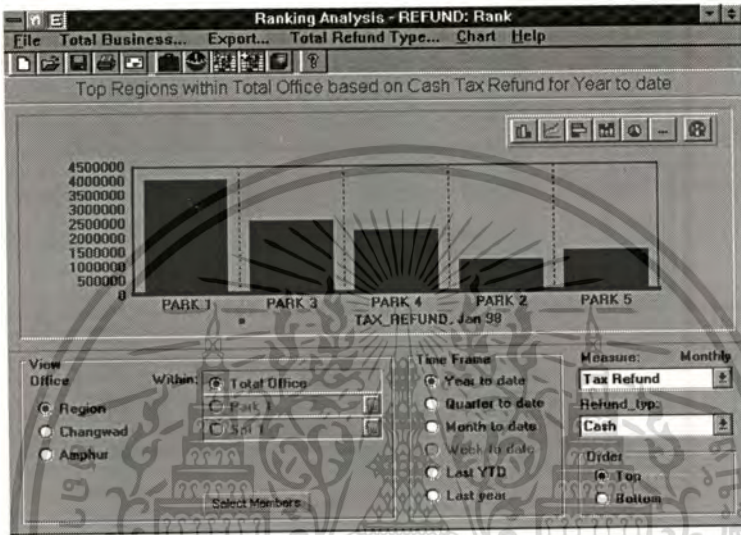 Ranking Analysis - REFUND: Rank
File Total Business... Export... Total Refund Type... Chart Help
Top Regions within Total Office based on Cash Tax Refund for Year to date
4500000
4000000
3500000
3000000
2500000
2000000
1500000
1000000
500000
0
PARK 1 PARK 3 PARK 4 PARK 2 PARK 5
TAX_REFUND, Jan 98
View
Office Within:
Region
Changwad
Amphur
Total Office
Park 1
Spt 1
Select Members
Time Frame
Year to date
Quarter to date
Month to date
Week to date
Last YTD
Last year
Measure: Monthly
Tax Refund
Refund_typ:
Cash
Order
Top
Bottom